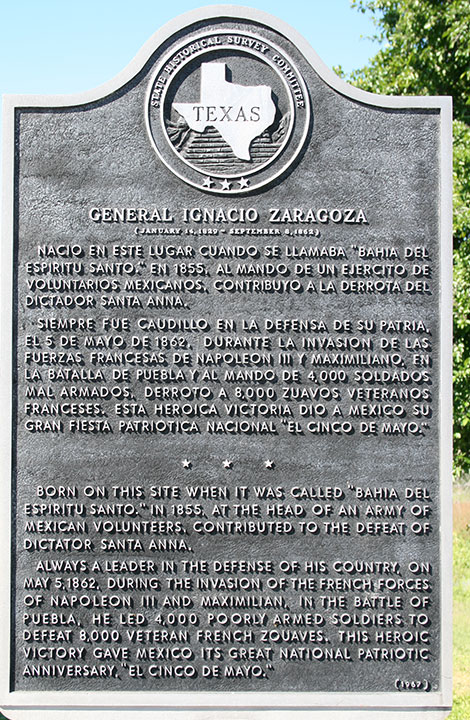 STATE HISTORICAL SURVEY COMMITTEE
TEXAS
GENERAL IGNACIO ZARAGOZA
(JANUARY 14, 1829 - SEPTEMBER 8, 1862)
NACIO EN ESTE LUGAR CUANDO SE LLAMABA "BAHIA DEL
ESPIRITU SANTO." EN 1855, AL MANDO DE UN EJERCITO DE
VOLUNTARIOS MEXICANOS, CONTRIBUYO A LA DERROTA DEL
DICTADOR SANTA ANNA.
SIEMPRE FUE CAUDILLO EN LA DEFENSA DE SU PATRIA,
EL 5 DE MAYO DE 1862, DURANTE LA INVASION DE LAS
FUERZAS FRANCESAS DE NAPOLEON III Y MAXIMILIANO, EN
LA BATALLA DE PUEBLA Y AL MANDO DE 4,000 SOLDADOS
MAL ARMADOS, DERROTO A 8,000 ZUAVOS VETERANOS
FRANCESES. ESTA HEROICA VICTORIA DIO A MEXICO SU
GRAN FIESTA PATRIOTICA NACIONAL "EL CINCO DE MAYO."
BORN ON THIS SITE WHEN IT WAS CALLED "BAHIA DEL
ESPIRITU SANTO." IN 1855, AT THE HEAD OF AN ARMY OF
MEXICAN VOLUNTEERS, CONTRIBUTED TO THE DEFEAT OF
DICTATOR SANTA ANNA.
ALWAYS A LEADER IN THE DEFENSE OF HIS COUNTRY, ON
MAY 5, 1862, DURING THE INVASION OF THE FRENCH FORCES
OF NAPOLEON III AND MAXIMILIAN, IN THE BATTLE OF
PUEBLA, HE LED 4,000 POORLY ARMED SOLDIERS TO
DEFEAT 8,000 VETERAN FRENCH ZOUAVES. THIS HEROIC
VICTORY GAVE MEXICO ITS GREAT NATIONAL PATRIOTIC
ANNIVERSARY, "EL CINCO DE MAYO."
(1967)